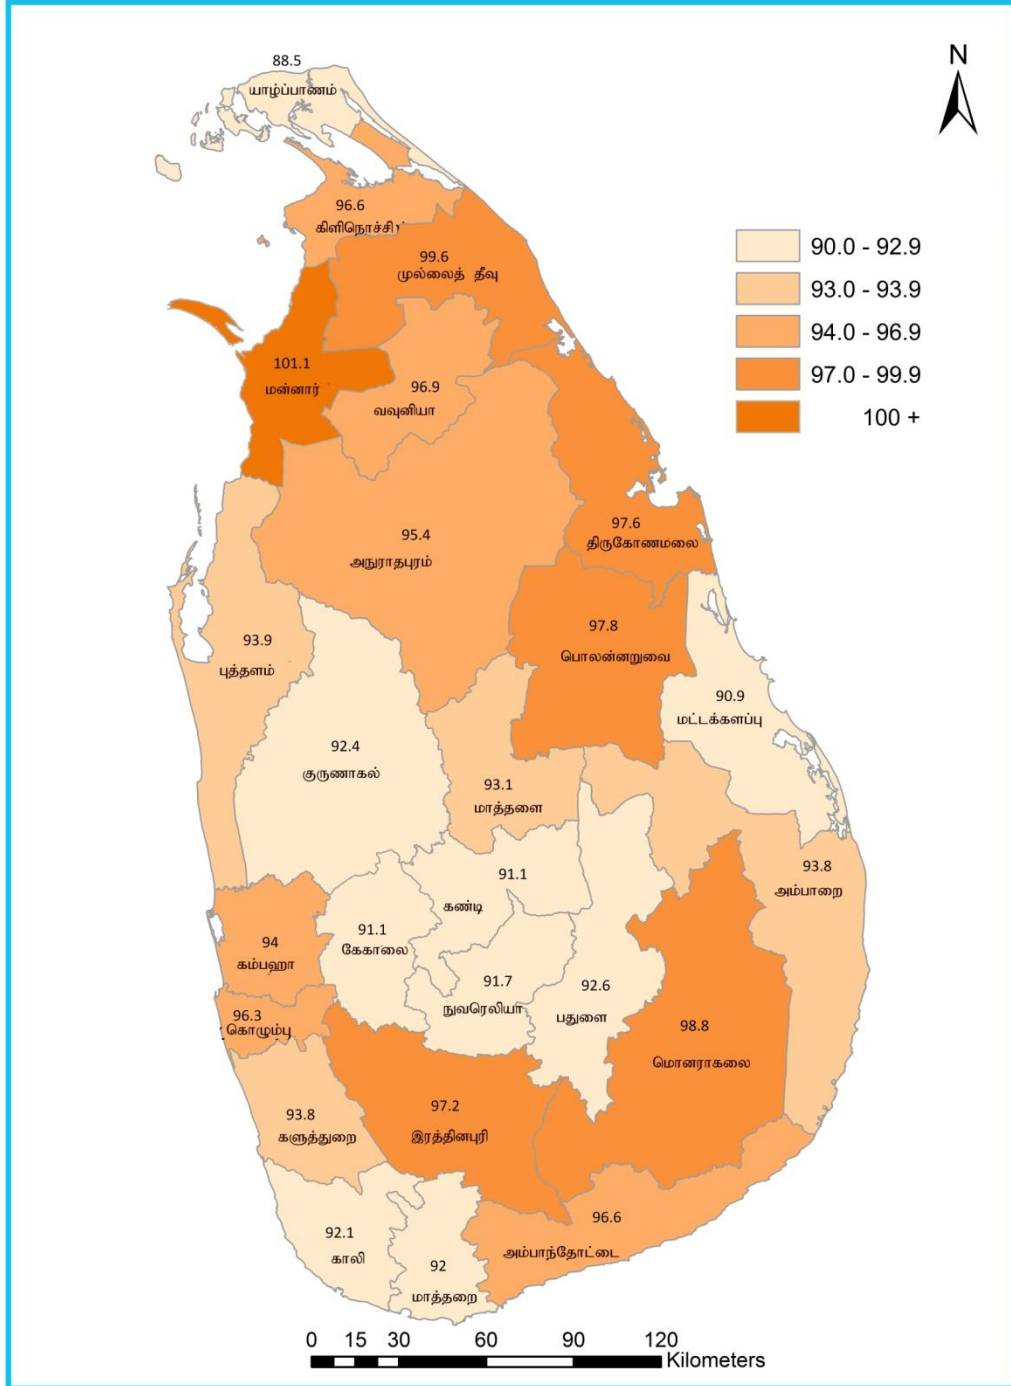 88.5
யாழ்ப்பாணம்
N
96.6
கிளிநொச்சி
90.0 - 92.9
93.0 - 93.9
94.0 - 96.9
97.0 - 99.9
100 +
99.6
முல்லைத் தீவு
101.1
மன்னார்
96.9
வவுனியா
97.6
திருகோணமலை
95.4
அநுராதபுரம்
97.8
பொலன்னறுவை
93.9
புத்தளம்
90.9
மட்டக்களப்பு
92.4
குருணாகல்
93.1
மாத்தளை
93.8
அம்பாறை
91.1
கண்டி
91.1
கேகாலை
94
கம்பஹா
91.7
நுவரெலியா
92.6
பதுளை
96.3
கொழும்பு
98.8
மொனராகலை
93.8
களுத்துறை
97.2
இரத்தினபுரி
96.6
அம்பாந்தோட்டை
92.1
காலி
92
மாத்தறை
0 15 30 60 90 120
Kilometers